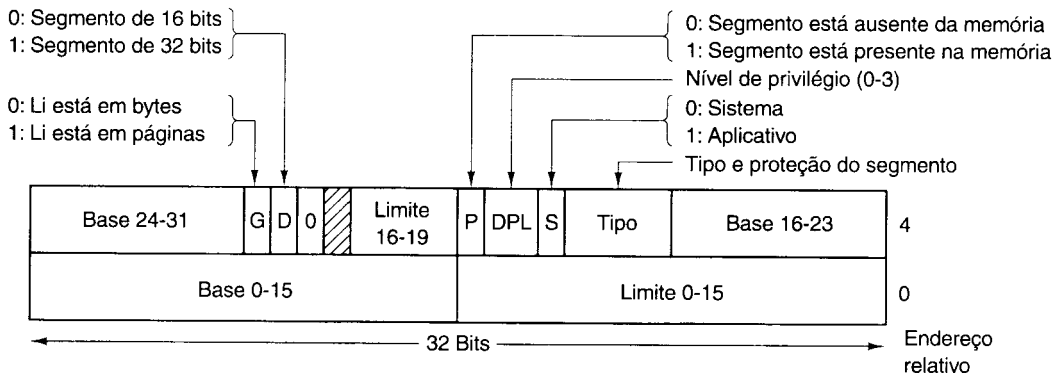 0: Segmento de 16 bits
1: Segmento de 32 bits
0: Li está em bytes
1: Li está em páginas
0: Segmento está ausente da memória
1: Segmento está presente na memória
Nível de privilégio (0-3)
0: Sistema
1: Aplicativo
Tipo e proteção do segmento
Base 24-31
G
D
0
Limite
16-19
P
DPL
S
Tipo
Base 16-23
4
Base 0-15
Limite 0-15
0
32 Bits
Endereço
relativo